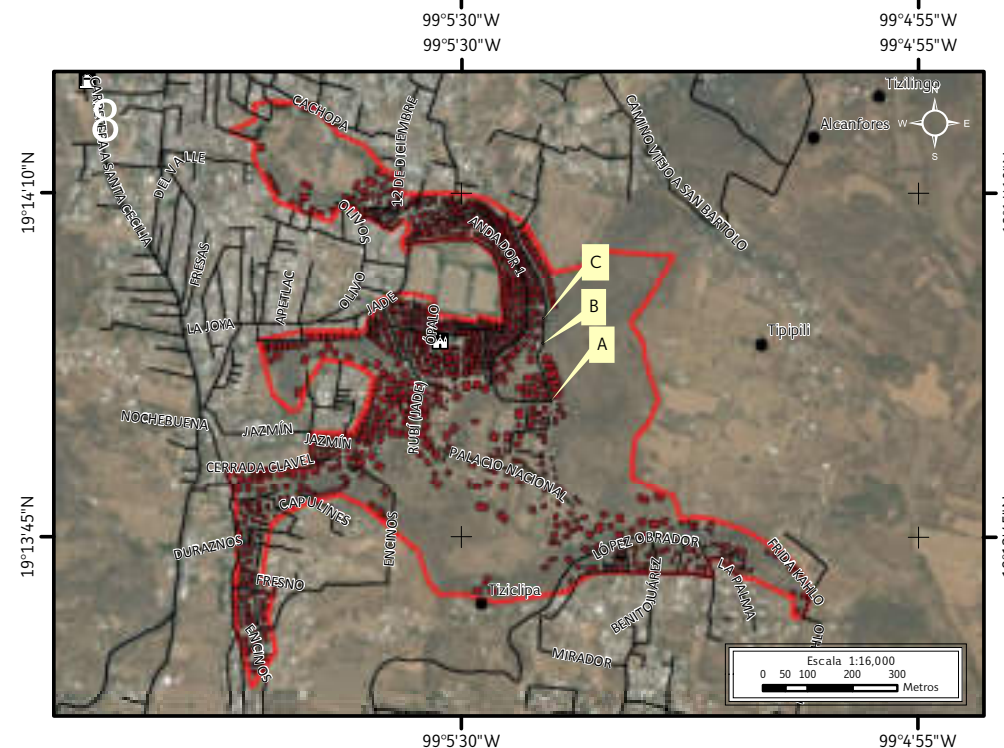 99°5'30"W
99°4'55"W
99°5'30"W
99°4'55"W
Tizilingo
8
CACHOPA
12 DE DICIEMBRE
CAMINO VIEJO A SAN BARTOLO
Alcanfores
W
E
S
DEL VALLE
19°14'10"N
OLIVOS
ANDADOR 1
C
FRESAS
APETLAC
OLIVO
JADE
B
LA JOYA
ÓPALO
A
Tipipili
NOCHEBUENA
JAZMÍN
JAZMÍN
RUBÍ (JADE)
CERRADA CLAVEL
PALACIO NACIONAL
CAPULINES
19°13'45"N
DURAZNOS
ENCINOS
LÓPEZ OBRADOR
FRIDA KAHLO
FRESNO
Tiziclipa
BENITO JUÁREZ
LA PALMA
ENCINOS
MIRADOR
HLO
Escala 1:16,000
0 50 100 200 300
Metros
99°5'30"W
99°4'55"W